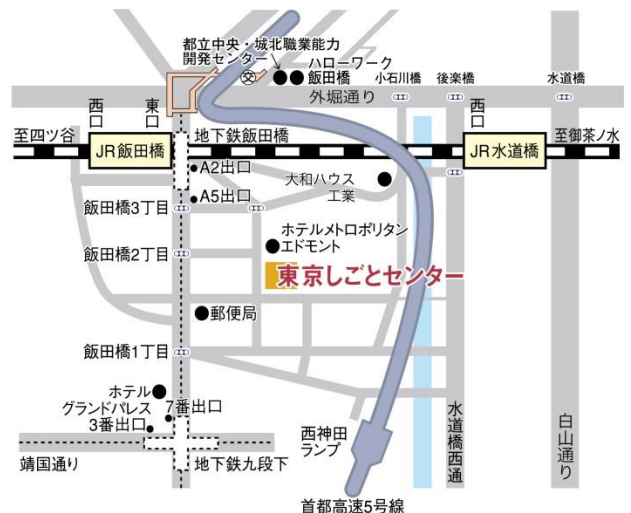 都立中央・城北職業能力
開発センター
ハローワーク
飯田橋
小石川橋
後楽橋
水道橋
外堀通り
西口
東口
西口
至四ツ谷
地下鉄飯田橋
至御茶ノ水
JR飯田橋
JR水道橋
A2出口
大和ハウス
工業
A5出口
飯田橋3丁目
ホテルメトロポリタン
エドモント
飯田橋2丁目
東京しごとセンター
郵便局
飯田橋1丁目
ホテル
グランドパレス
7番出口
3番出口
西神田
ランプ
水道橋西通
白山通り
靖国通り
地下鉄九段下
首都高速5号線